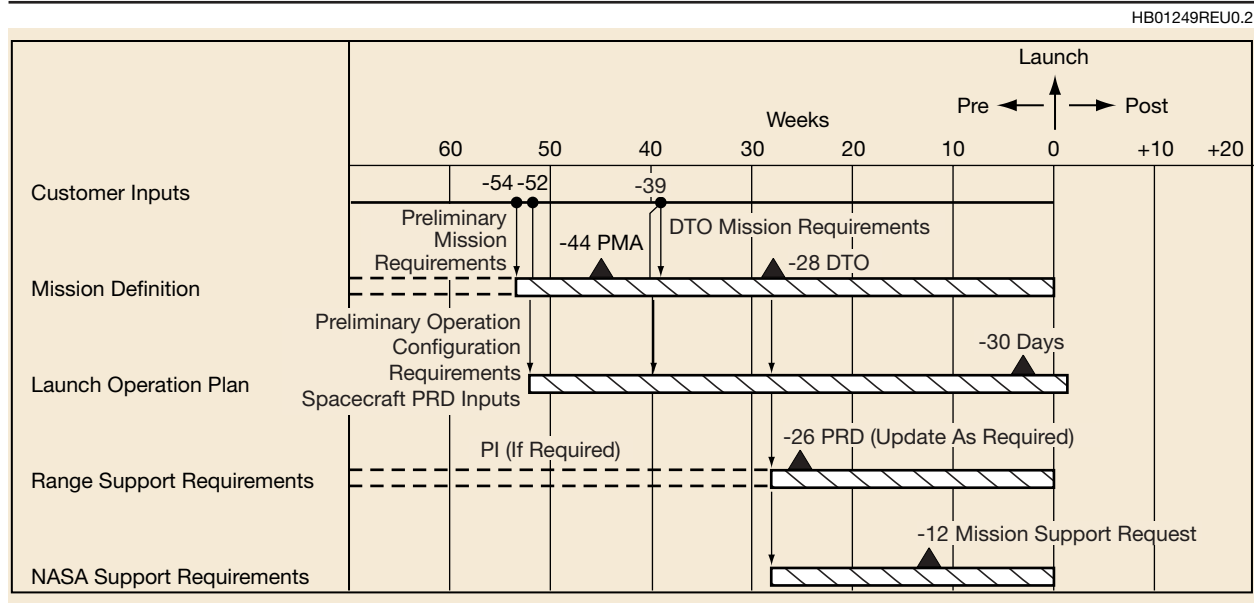 HB01249REU0.2
Launch
Pre
Post
Weeks
60 50 40 30 20 10 0 +10 +20
Customer Inputs
-54 -52 -39
Preliminary
Mission
Requirements
-44 PMA
DTO Mission Requirements
-28 DTO
Mission Definition
Preliminary Operation
Configuration
Requirements
Spacecraft PRD Inputs
-30 Days
Launch Operation Plan
PI (If Required)
-26 PRD (Update As Required)
Range Support Requirements
-12 Mission Support Request
NASA Support Requirements